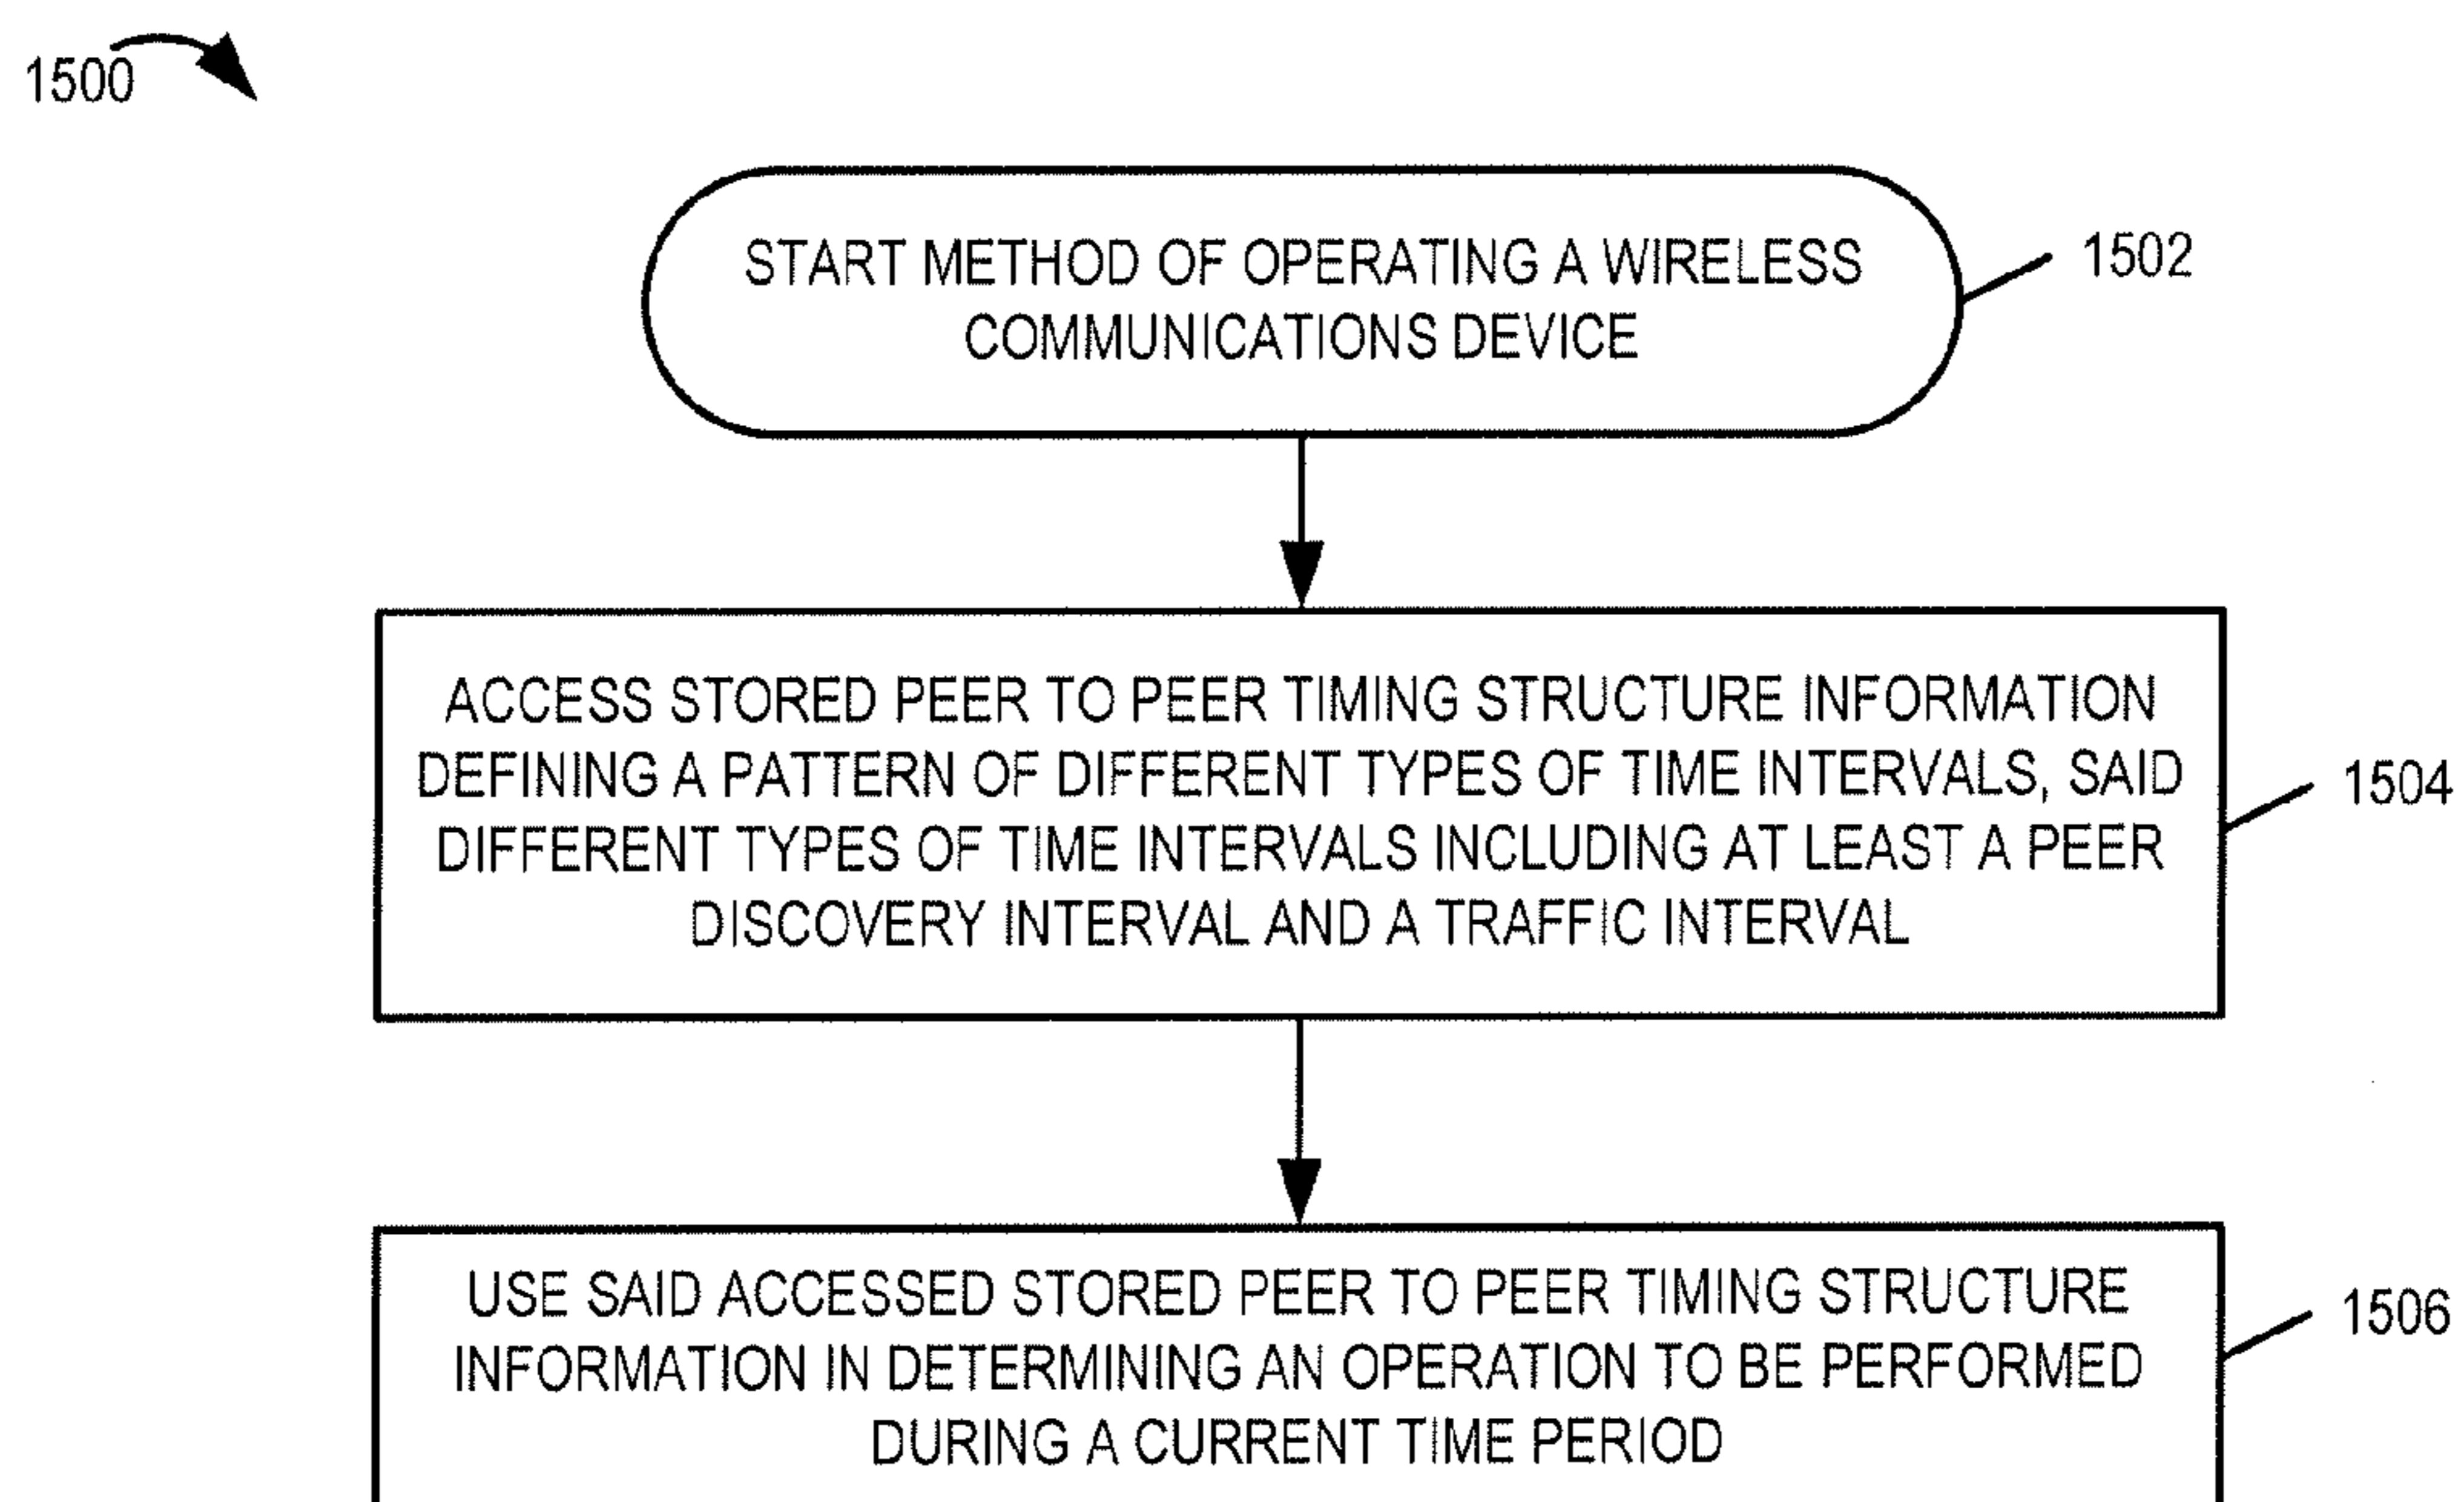 1500
START METHOD OF OPERATING A WIRELESS
COMMUNICATIONS DEVICE
1502
ACCESS STORED PEER TO PEER TIMING STRUCTURE INFORMATION
DEFINING A PATTERN OF DIFFERENT TYPES OF TIME INTERVALS, SAID
DIFFERENT TYPES OF TIME INTERVALS INCLUDING AT LEAST A PEER
DISCOVERY INTERVAL AND A TRAFFIC INTERVAL
1504
USE SAID ACCESSED STORED PEER TO PEER TIMING STRUCTURE
INFORMATION IN DETERMINING AN OPERATION TO BE PERFORMED
DURING A CURRENT TIME PERIOD
1506